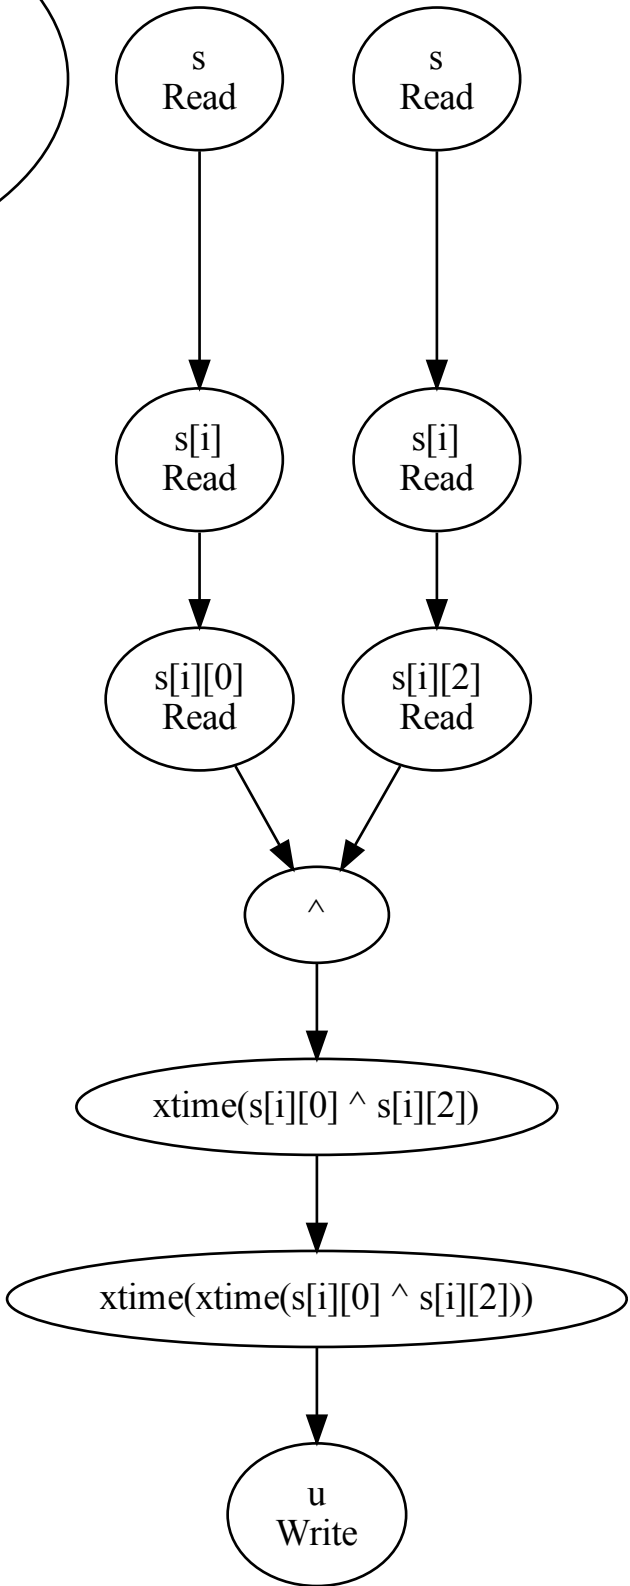 s
Read
s
Read
s[i]
Read
s[i]
Read
s[i][0]
Read
s[i][2]
Read
^
xtime(s[i][0] ^ s[i][2])
xtime(xtime(s[i][0] ^ s[i][2]))
u
Write